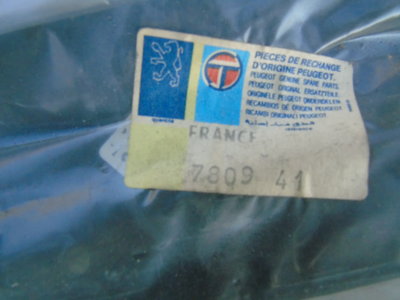 PIECES DE RECHANGE
D'ORIGINE PEUGEOT.
PEUGEOT GENUINE SPARE PARTS.
PEUGEOT ORIGINAL ERSATZTEILE.
ORIGINELE PEUGEOT ONDERDELEN.
RECAMBIOS DE ORIGEN PEUGEOT.
RICAMBI ORIGINALI PEUGEOT.
FRANCE
7809 41